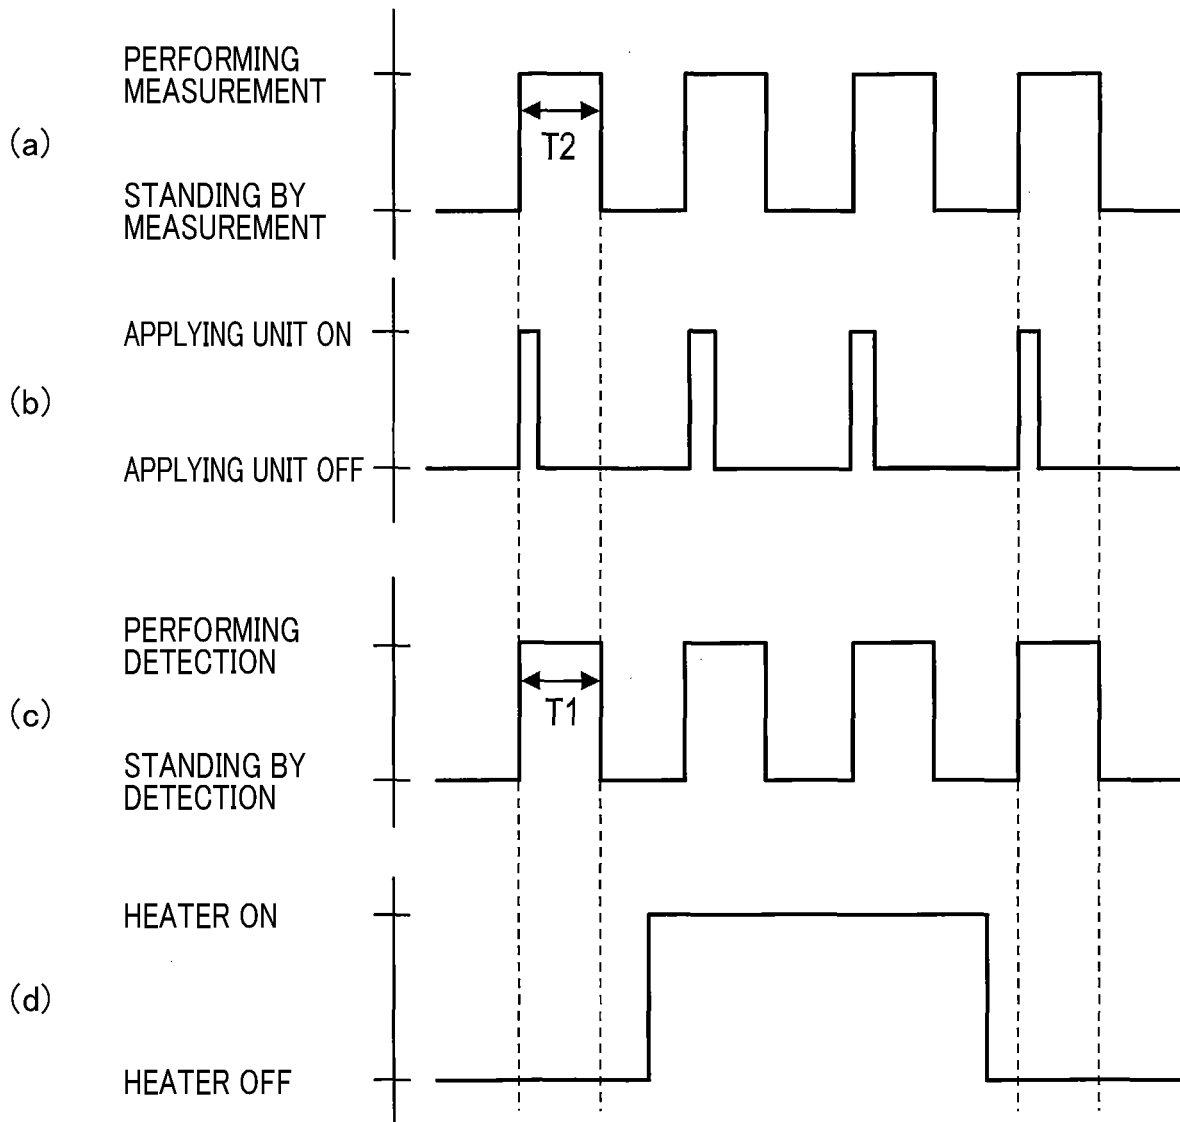 PERFORMING
MEASUREMENT
(a)
T2
STANDING BY
MEASUREMENT
APPLYING UNIT ON
(b)
APPLYING UNIT OFF
PERFORMING
DETECTION
(c)
T1
STANDING BY
DETECTION
HEATER ON
(d)
HEATER OFF